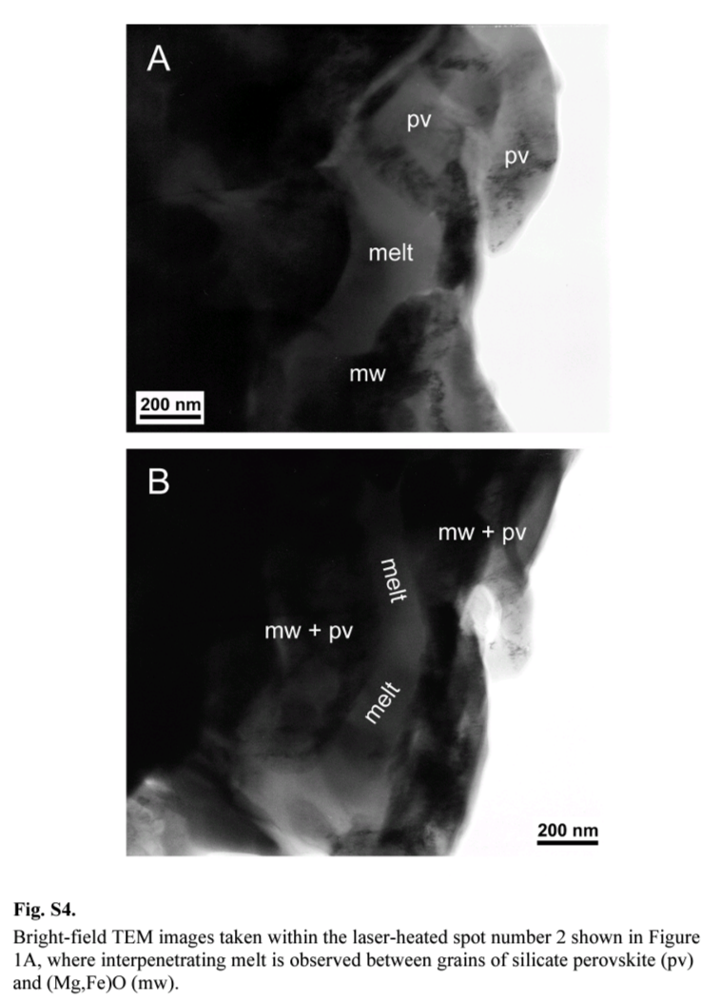 A
pv
pv
melt
mw
200 nm
B
mw + pv
melt
mw + pv
melt
200 nm
Fig. S4.
Bright-field TEM images taken within the laser-heated spot number 2 shown in Figure
1A, where interpenetrating melt is observed between grains of silicate perovskite (pv)
and (Mg,Fe)O (mw).